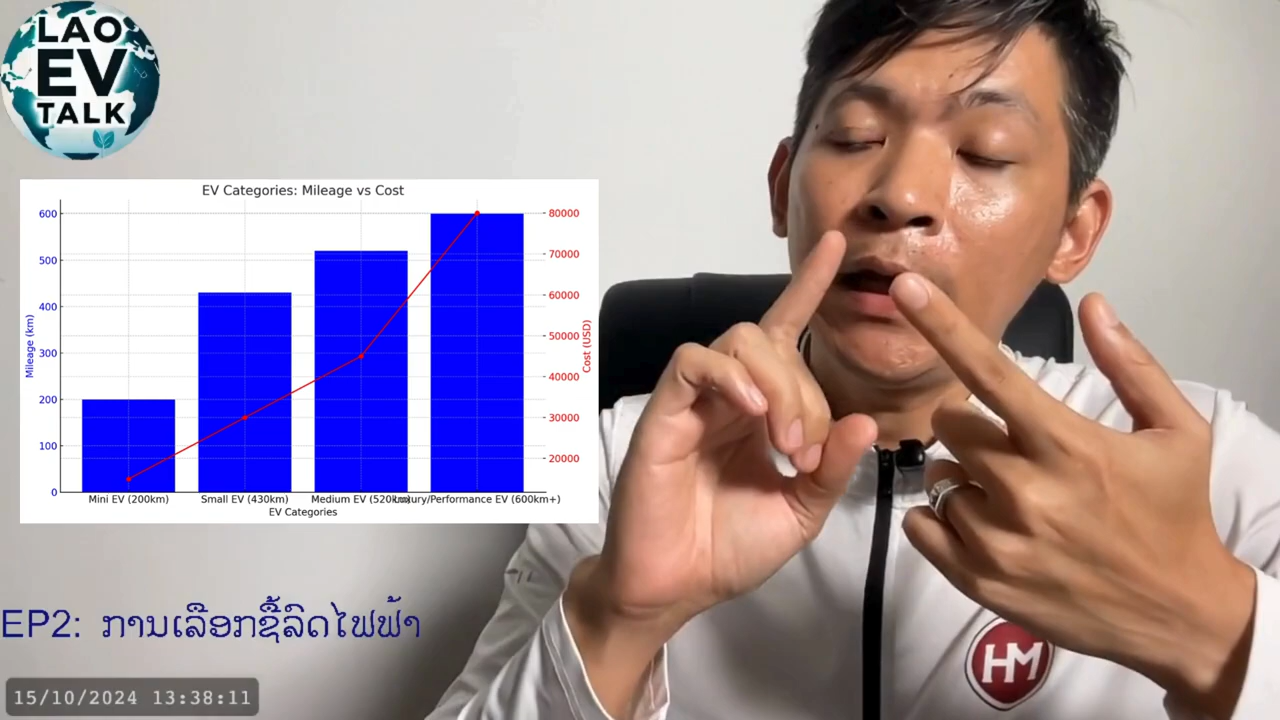 LAO
EV
TALK
EV Categories: Mileage vs Cost
600
500
400
300
200
100
0
Mileage (km)
80000
70000
60000
50000
40000
30000
20000
Cost (USD)
Mini EV (200km)
Small EV (430km)
Medium EV (520km)
Luxury/Performance EV (600km+)
EV Categories
EP2: ການເລືອກຊື້ລົດໄຟຟ້າ
15/10/2024 13:38:11
HM